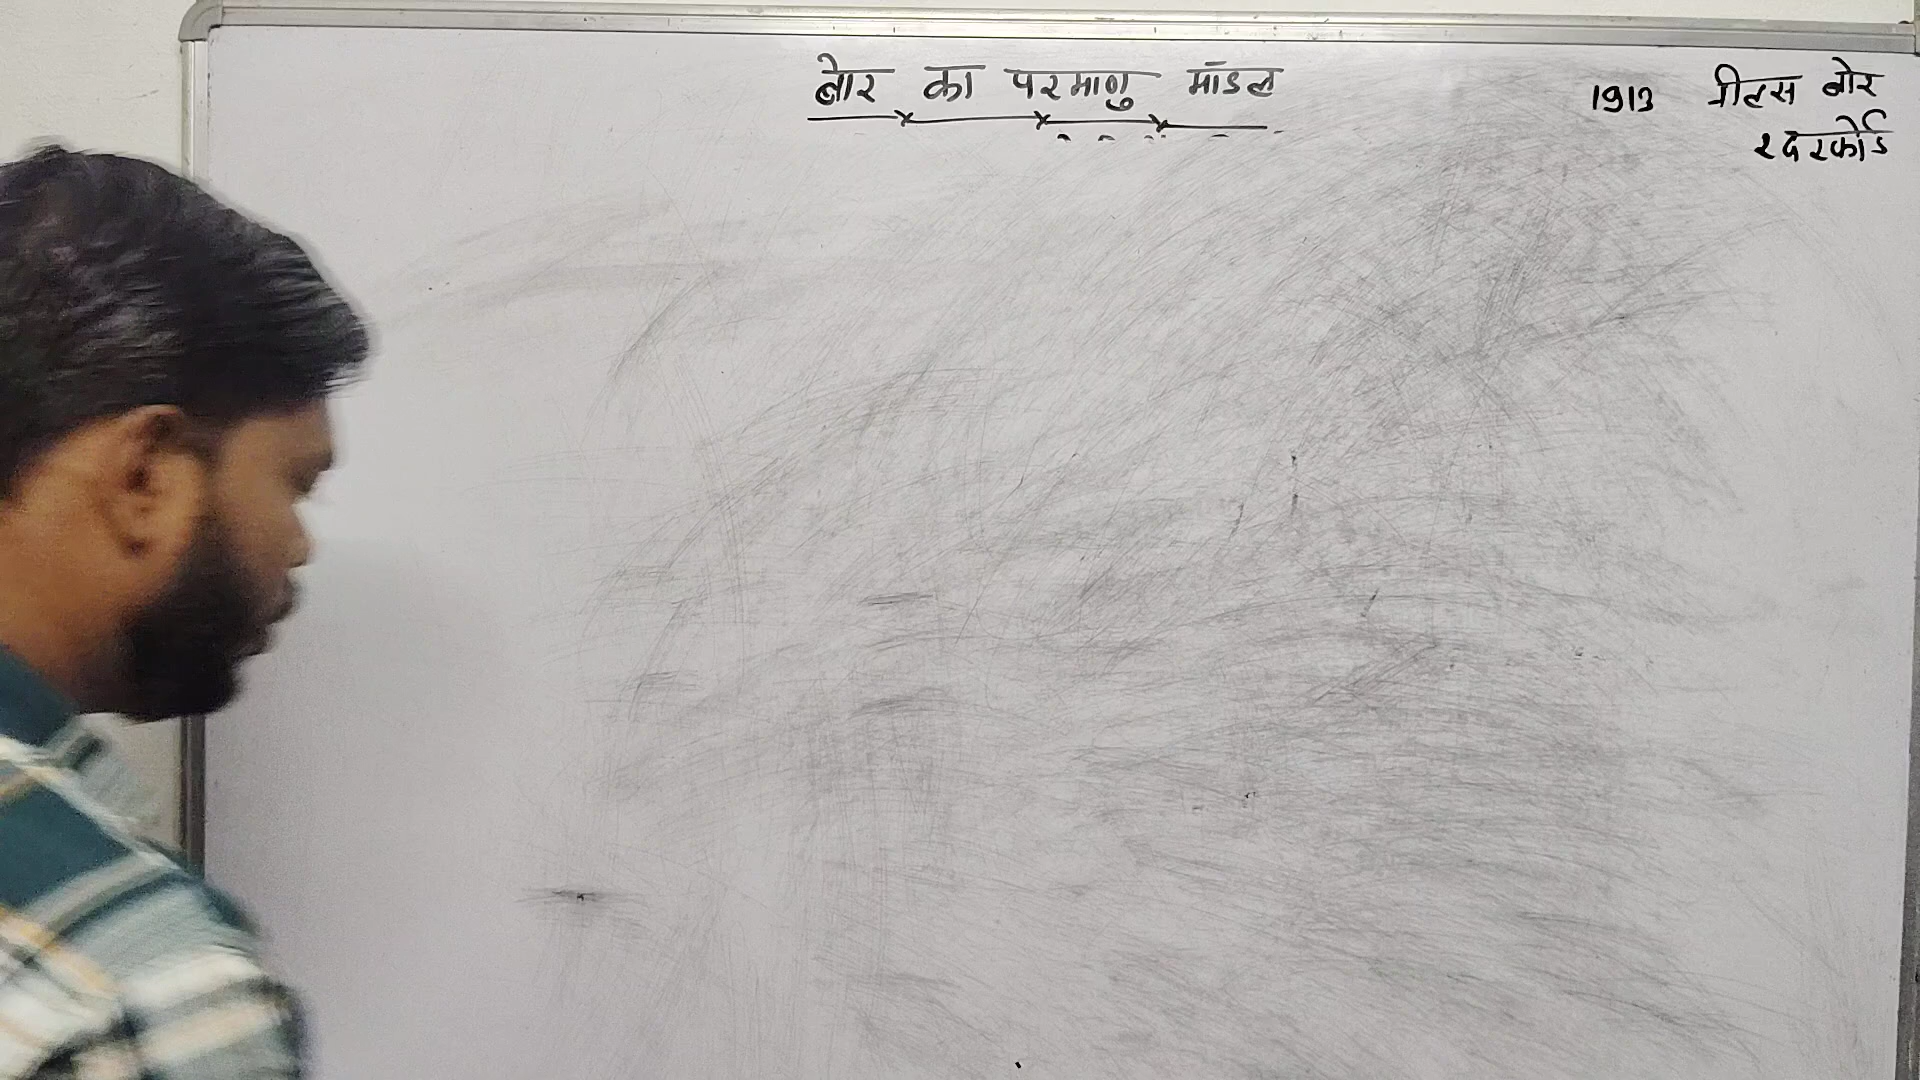 बोर का परमाणु मॉडल
1913 नील्स बोर
रदरफोर्ड